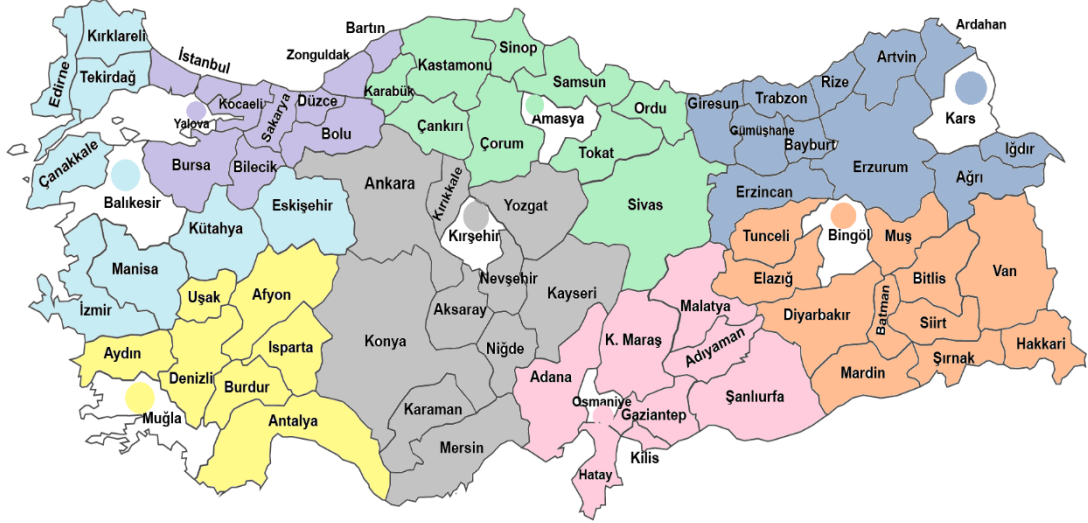 Ardahan
Bartın
Kırklareli
Sinop
İstanbul
Zonguldak
Artvin
Kastamonu
Edirne
Tekirdağ
Samsun
Rize
Karabük
Kocaeli
Düzce
Ordu
Giresun
Trabzon
Kars
Yalova
Sakarya
Çankırı
Amasya
Gümüşhane
Bolu
Çorum
Bayburt
Iğdır
Çanakkale
Tokat
Bursa
Bilecik
Ankara
Erzurum
Ağrı
Balıkesir
Kırıkkale
Erzincan
Eskişehir
Yozgat
Sivas
Kütahya
Kırşehir
Tunceli
Bingöl
Muş
Manisa
Nevşehir
Elazığ
Bitlis
Van
Uşak
Afyon
Kayseri
İzmir
Aksaray
Malatya
Diyarbakır
Batman
Siirt
Konya
K. Maraş
Aydın
Isparta
Niğde
Adıyaman
Hakkari
Denizli
Burdur
Adana
Mardin
Şırnak
Muğla
Karaman
Osmaniye
Şanlıurfa
Antalya
Gaziantep
Mersin
Kilis
Hatay